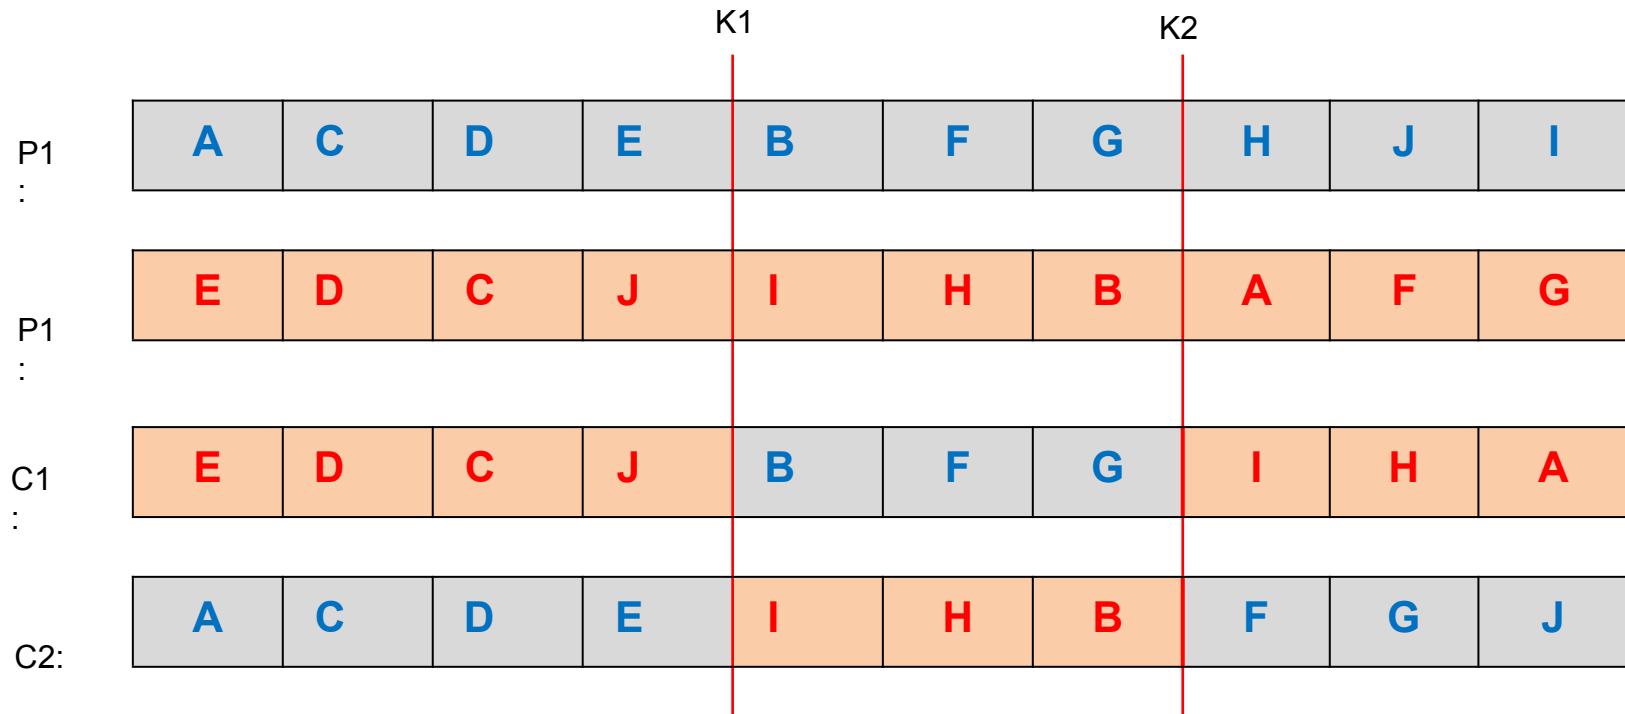 K1
K2
P1
:
A C D E B F G H J I
P1
:
E D C J I H B A F G
C1
:
E D C J B F G I H A
C2:
A C D E I H B F G J